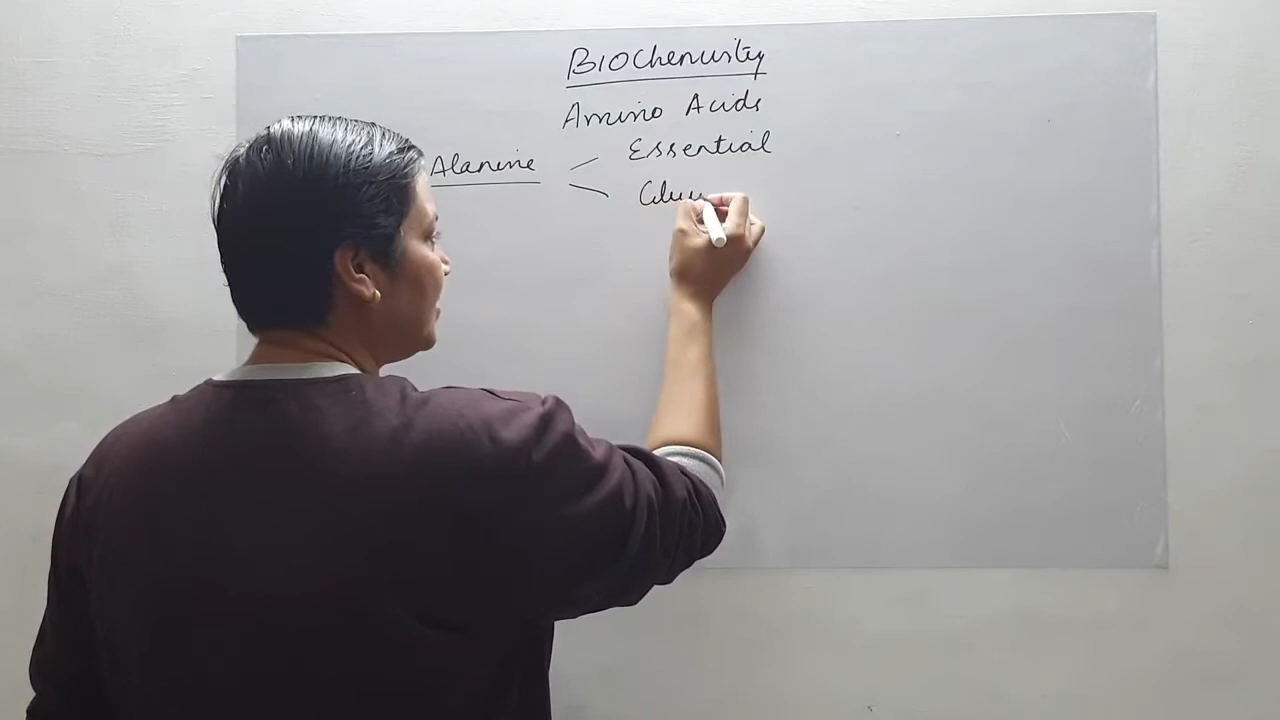 Biochemistry
Amino Acids
Alanine
Essential